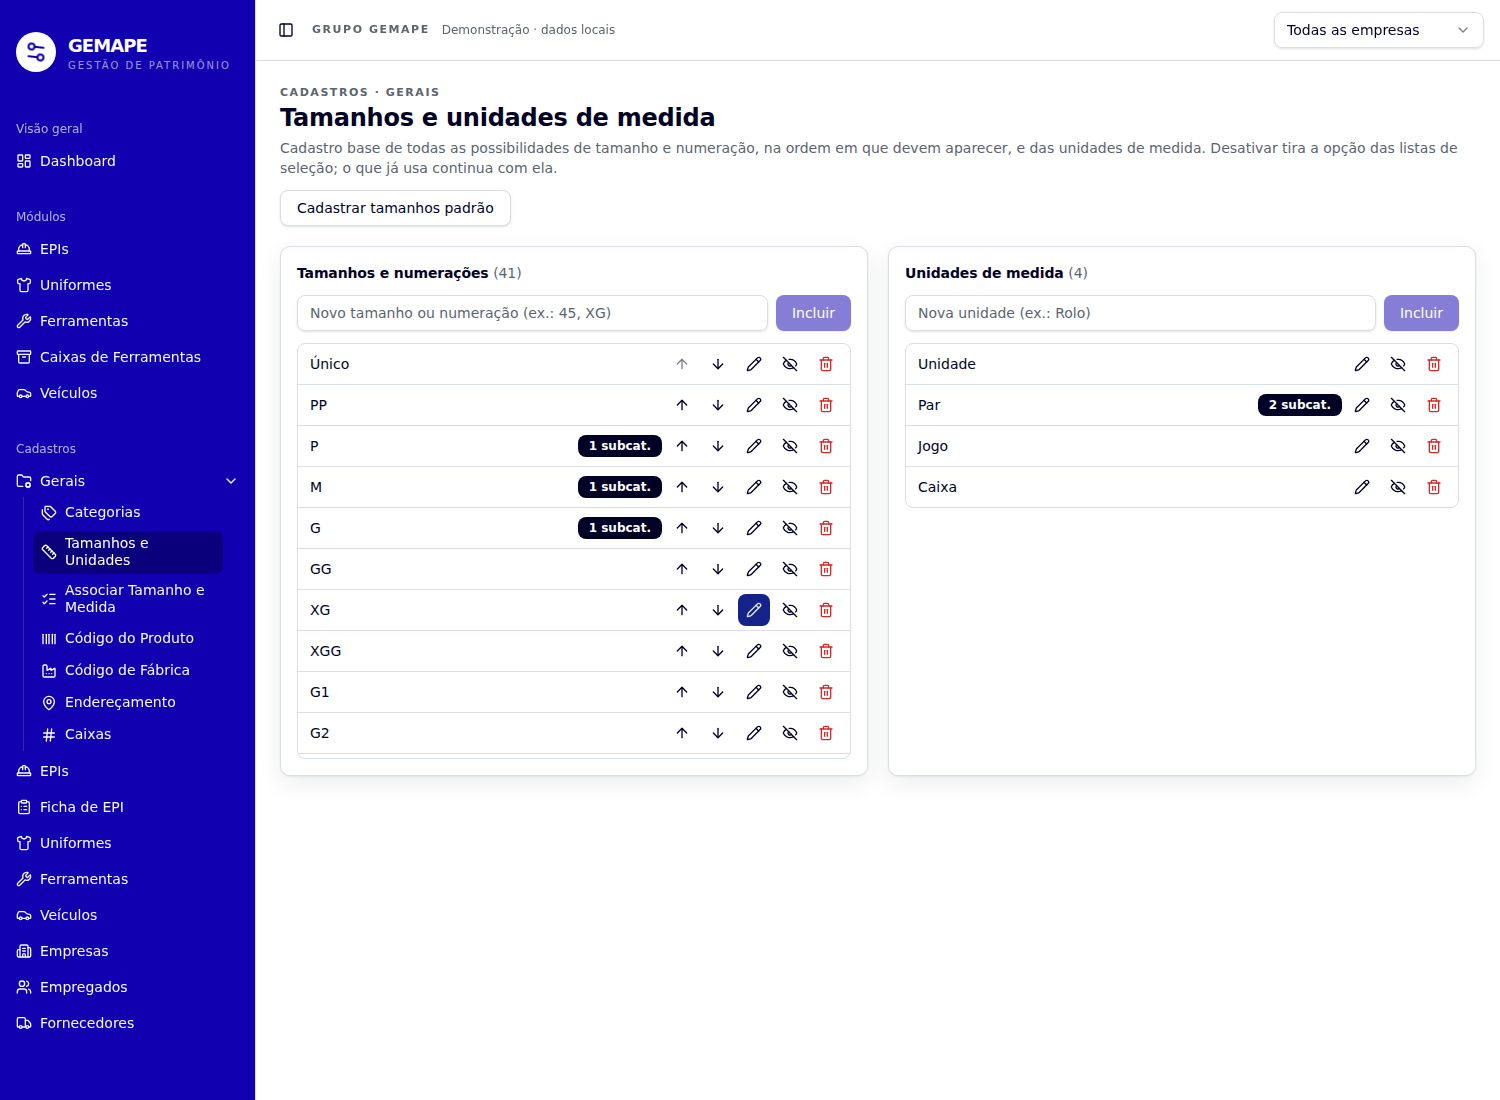 GEMAPE
GESTÃO DE PATRIMÔNIO
Visão geral
Dashboard
Módulos
EPIs
Uniformes
Ferramentas
Caixas de Ferramentas
Veículos
Cadastros
Gerais
Categorias
Tamanhos e
Unidades
Associar Tamanho e
Medida
Código do Produto
Código de Fábrica
Endereçamento
Caixas
EPIs
Ficha de EPI
Uniformes
Ferramentas
Veículos
Empresas
Empregados
Fornecedores
GRUPO GEMAPE Demonstração · dados locais
Todas as empresas
CADASTROS · GERAIS
Tamanhos e unidades de medida
Cadastro base de todas as possibilidades de tamanho e numeração, na ordem em que devem aparecer, e das unidades de medida. Desativar tira a opção das listas de
seleção; o que já usa continua com ela.
Cadastrar tamanhos padrão
Tamanhos e numerações (41)
Novo tamanho ou numeração (ex.: 45, XG) Incluir
Único
PP
P 1 subcat.
M 1 subcat.
G 1 subcat.
GG
XG
XGG
G1
G2
Unidades de medida (4)
Nova unidade (ex.: Rolo) Incluir
Unidade
Par 2 subcat.
Jogo
Caixa